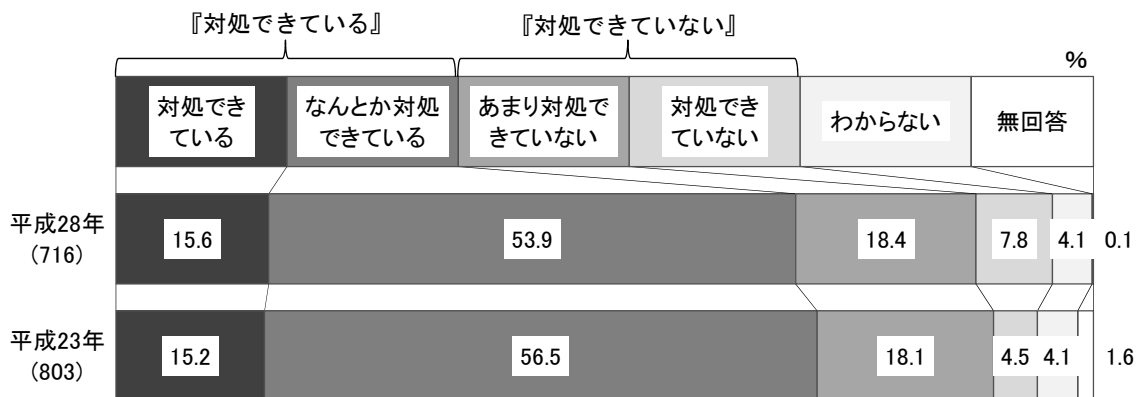 『対処できている』 『対処できていない』
%
対処でき
ている
なんとか対処
できている
あまり対処で
きていない
対処でき
ていない
わからない
無回答
平成28年
(716)
15.6 53.9 18.4 7.8 4.1 0.1
平成23年
(803)
15.2 56.5 18.1 4.5 4.1 1.6